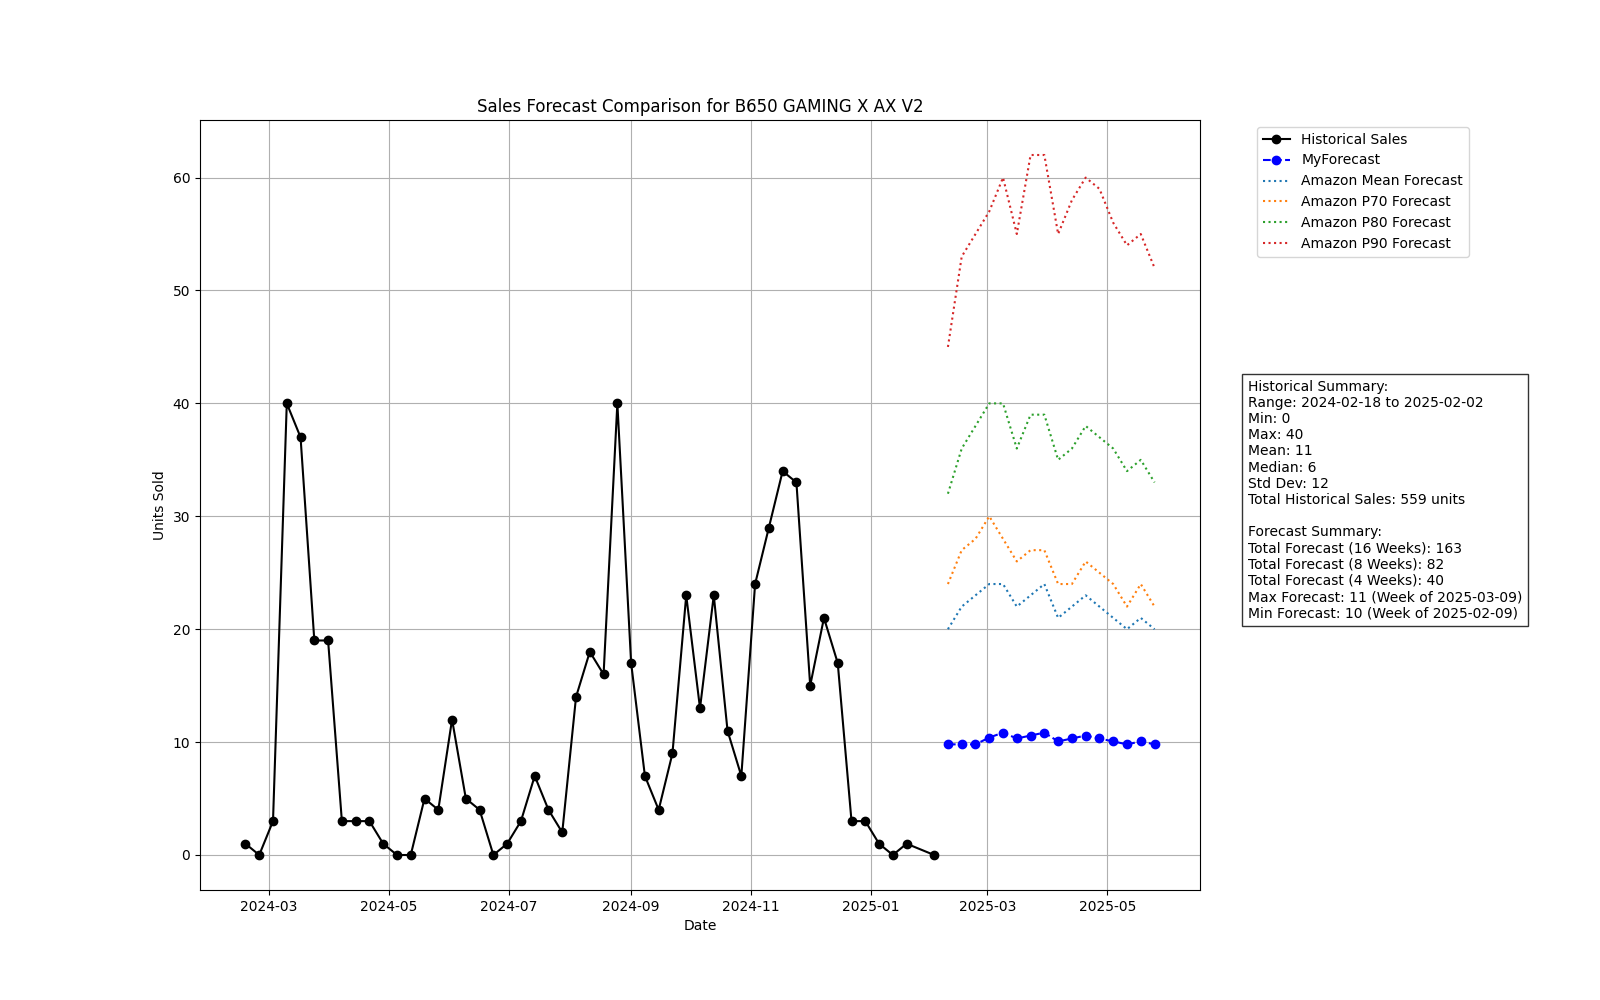 Sales Forecast Comparison for B650 GAMING X AX V2
Historical Sales
MyForecast
Amazon Mean Forecast
Amazon P70 Forecast
Amazon P80 Forecast
Amazon P90 Forecast
60
50
40
30
20
10
0
Units Sold
2024-03
2024-05
2024-07
2024-09
2024-11
2025-01
2025-03
2025-05
Date
Historical Summary:
Range: 2024-02-18 to 2025-02-02
Min: 0
Max: 40
Mean: 11
Median: 6
Std Dev: 12
Total Historical Sales: 559 units
Forecast Summary:
Total Forecast (16 Weeks): 163
Total Forecast (8 Weeks): 82
Total Forecast (4 Weeks): 40
Max Forecast: 11 (Week of 2025-03-09)
Min Forecast: 10 (Week of 2025-02-09)